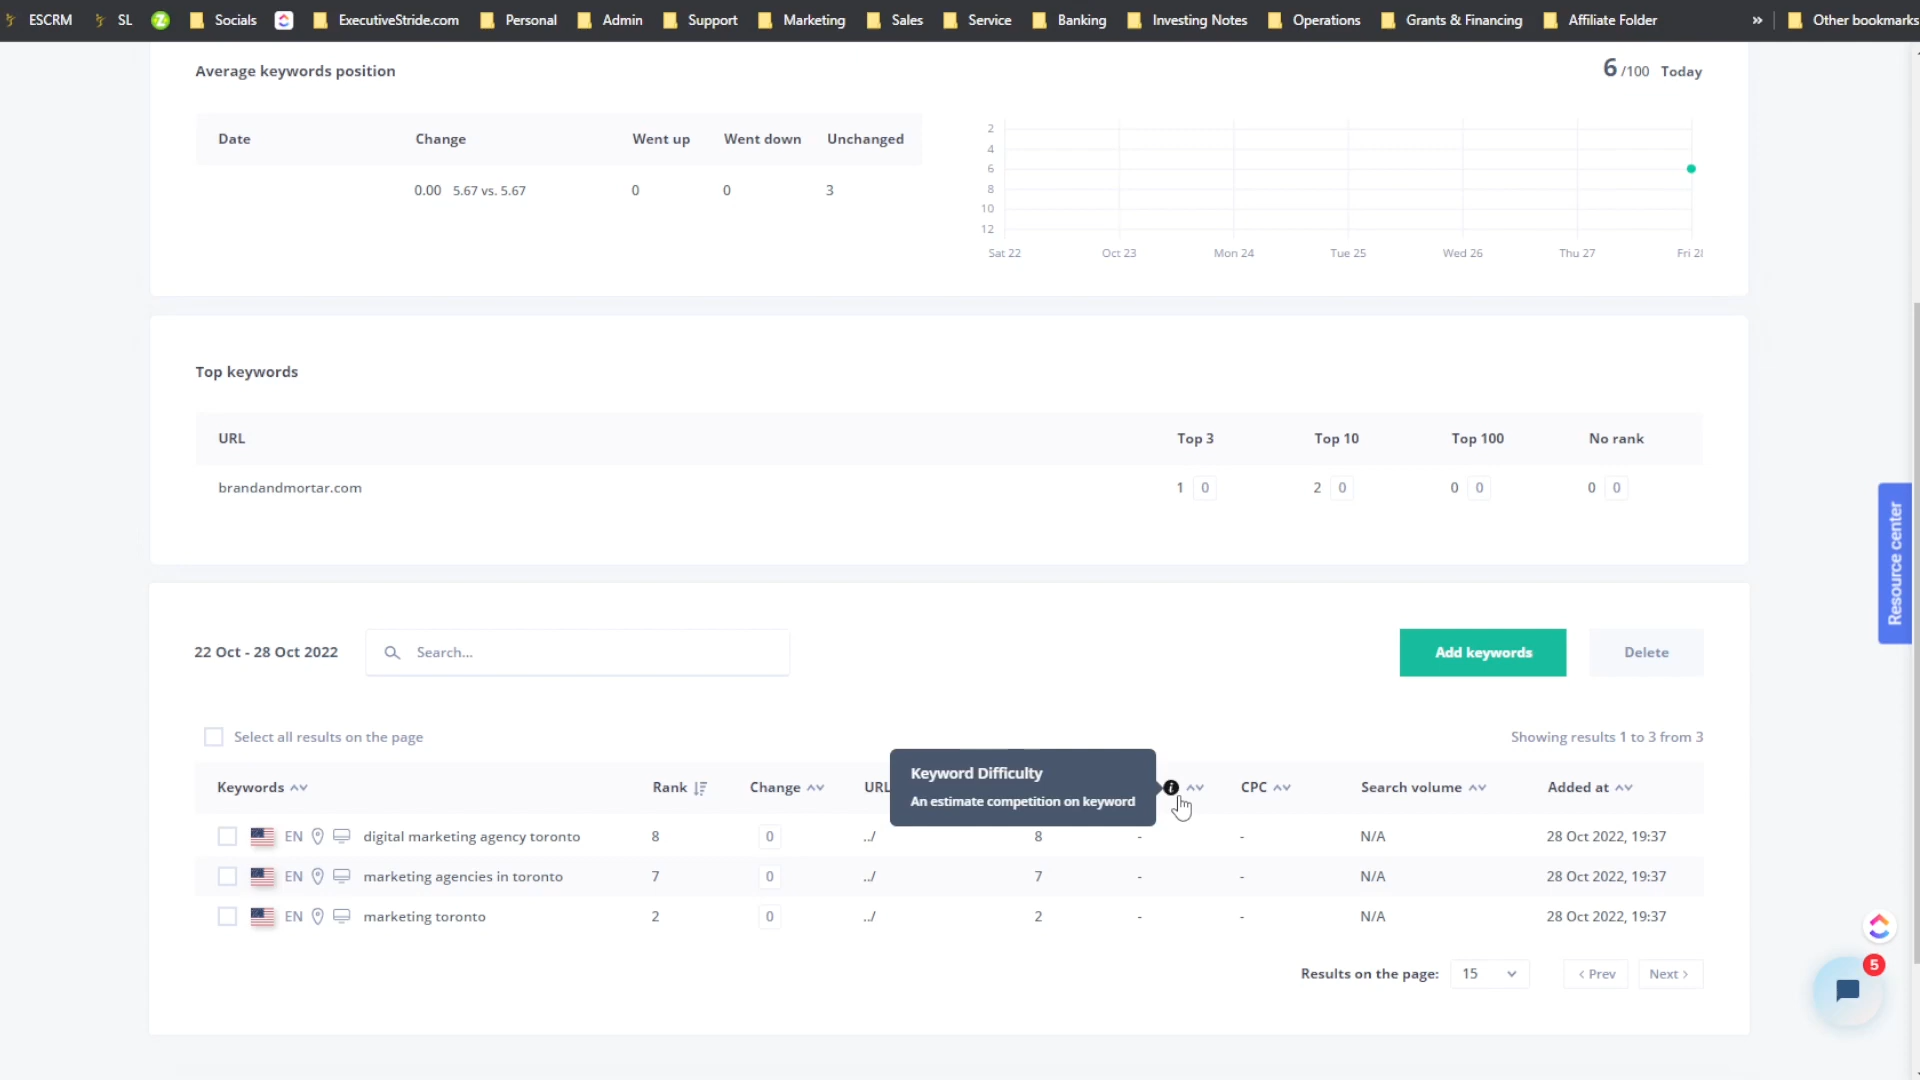 ESCRM SL Socials ExecutiveStride.com Personal Admin Support Marketing Sales Service Banking Investing Notes Operations Grants & Financing Affiliate Folder » Other bookmarks
Average keywords position
6 /100 Today
Date Change Went up Went down Unchanged
0.00 5.67 vs. 5.67 0 0 3
2
4
6
8
10
12
Sat 22 Oct 23 Mon 24 Tue 25 Wed 26 Thu 27 Fri 28
Top keywords
URL Top 3 Top 10 Top 100 No rank
brandandmortar.com 1 0 2 0 0 0 0 0
Resource center
22 Oct - 28 Oct 2022 Search... Add keywords Delete
Select all results on the page Showing results 1 to 3 from 3
Keyword Difficulty
An estimate competition on keyword
Keywords Rank Change URL i CPC Search volume Added at
EN digital marketing agency toronto 8 0 ../ 8 - - N/A 28 Oct 2022, 19:37
EN marketing agencies in toronto 7 0 ../ 7 - - N/A 28 Oct 2022, 19:37
EN marketing toronto 2 0 ../ 2 - - N/A 28 Oct 2022, 19:37
Results on the page: 15 < Prev Next >
5